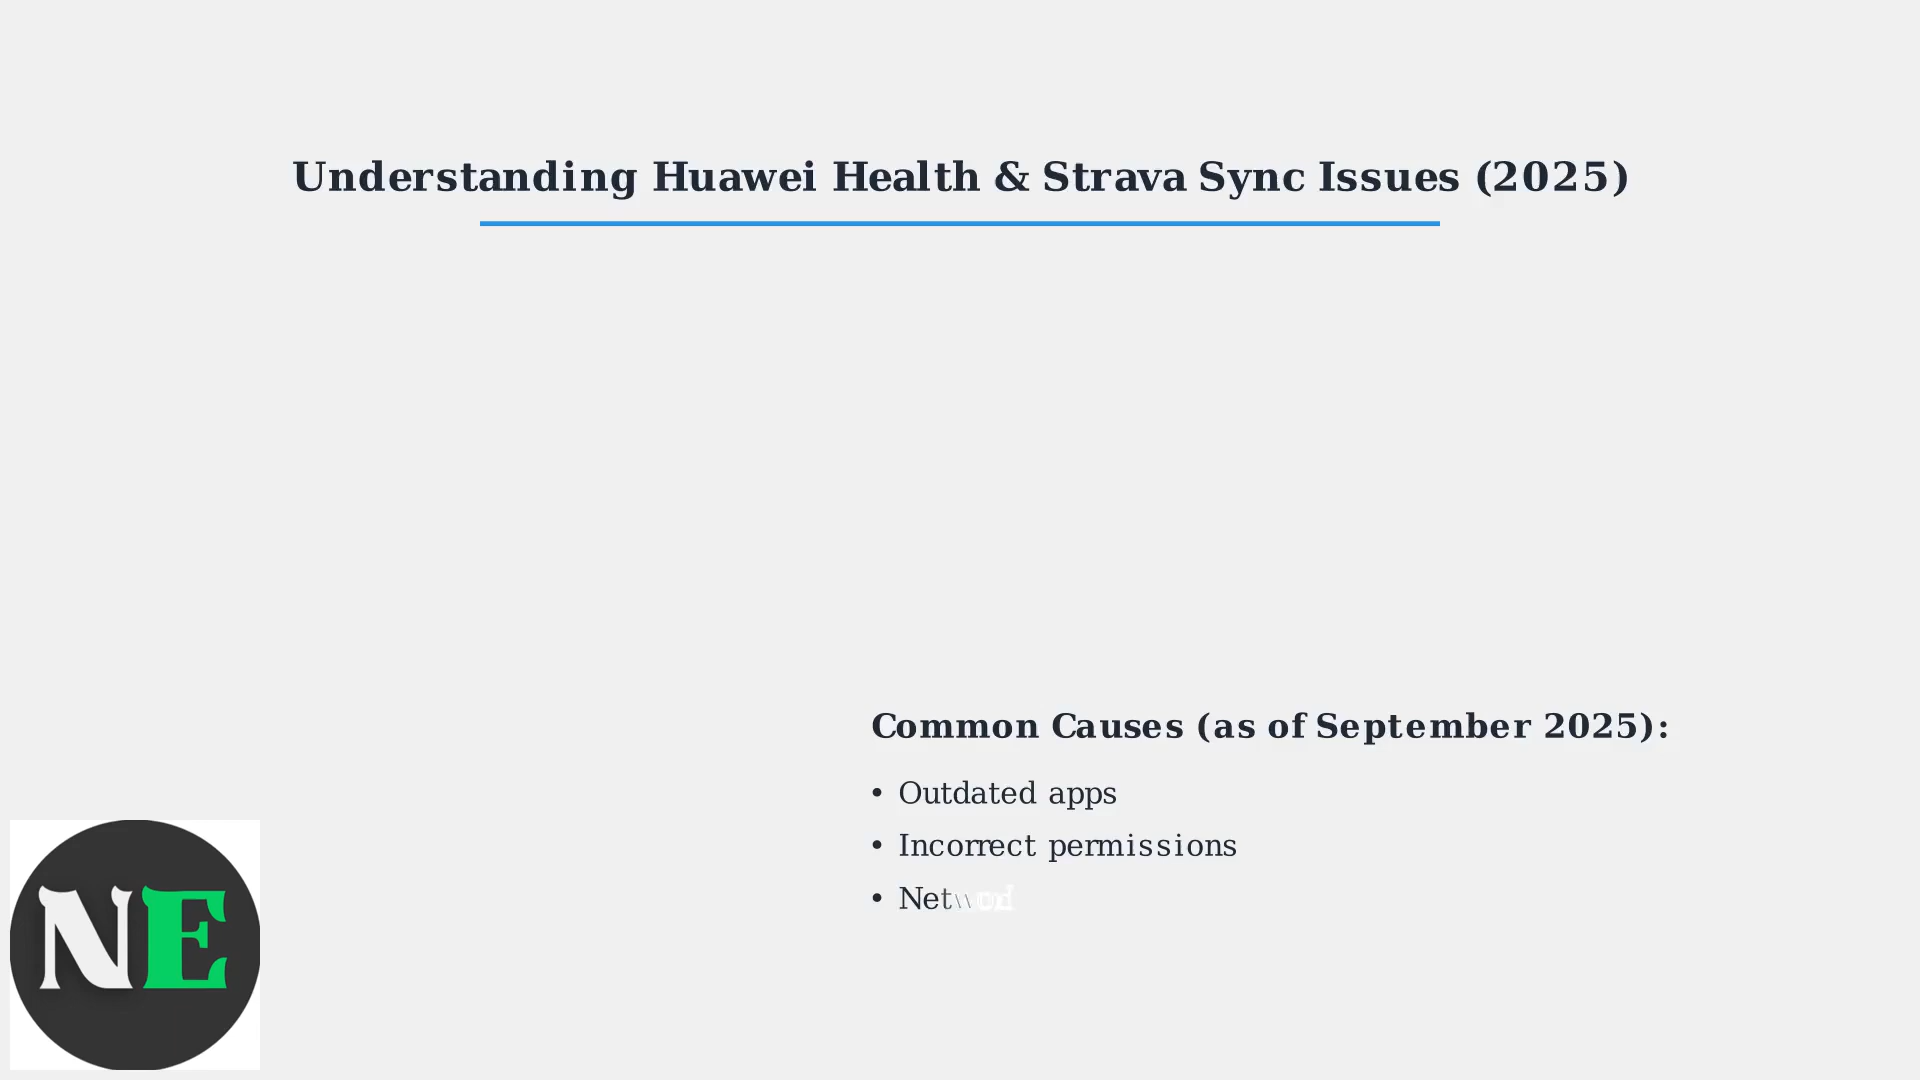 Understanding Huawei Health & Strava Sync Issues (2025)
Common Causes (as of September 2025):
• Outdated apps
• Incorrect permissions
•
NE